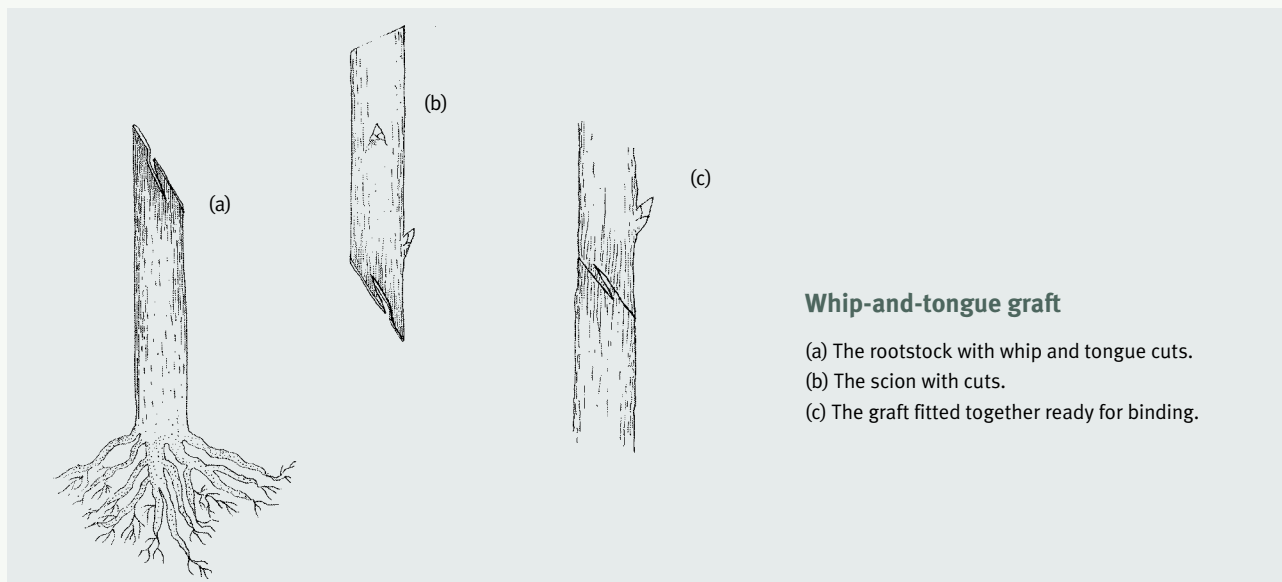 (b)
(a)
(c)
Whip-and-tongue graft
(a) The rootstock with whip and tongue cuts.
(b) The scion with cuts.
(c) The graft fitted together ready for binding.